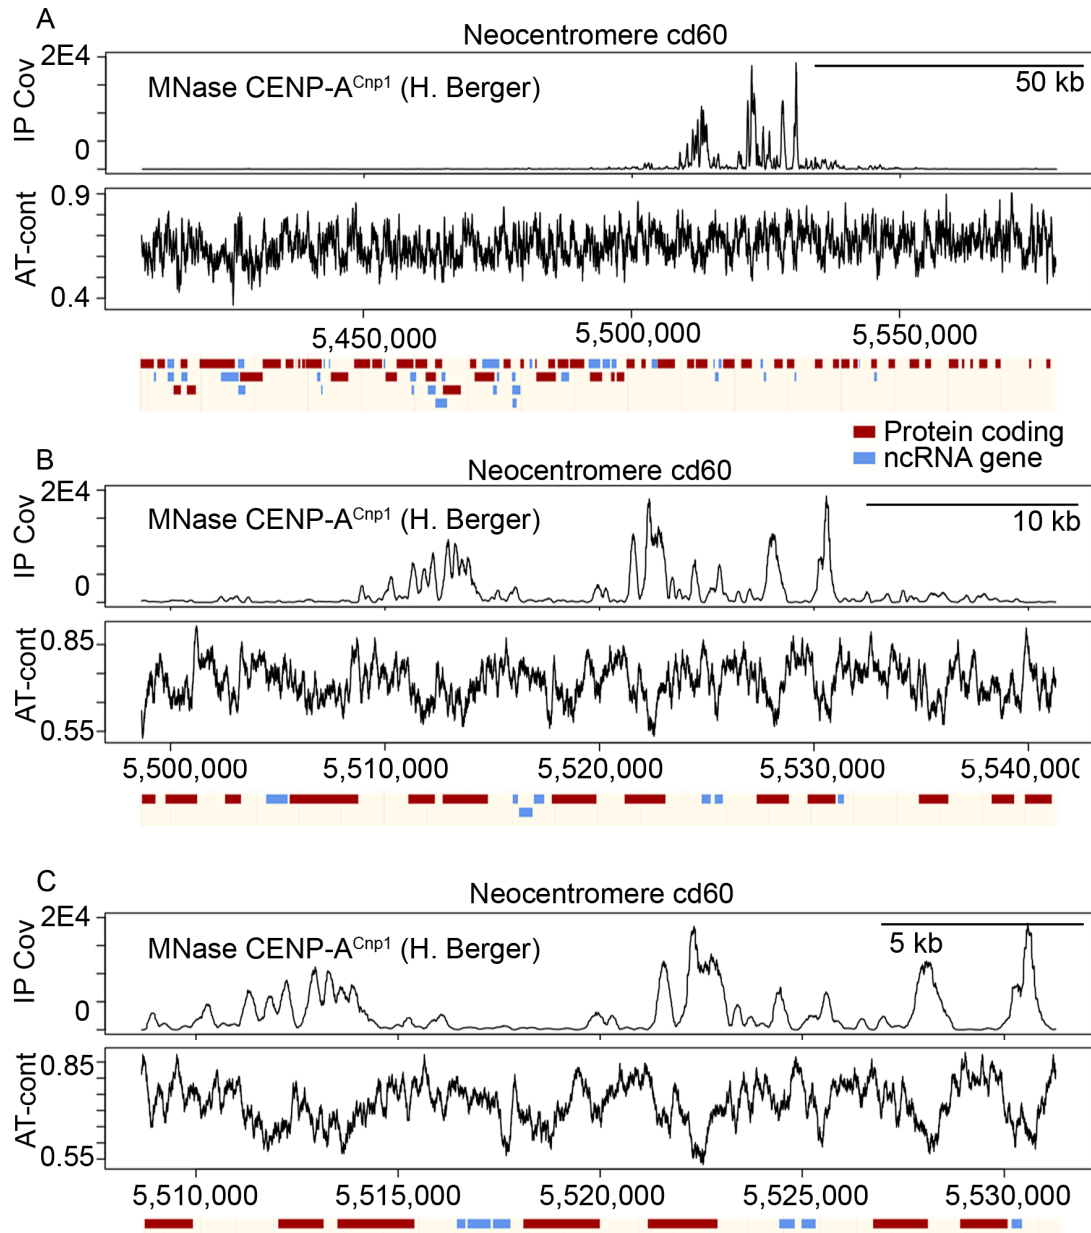 A
Neocentromere cd60
2E4
IP Cov
0
MNase CENP-ACnp1 (H. Berger)
50 kb
0.9
AT-cont
0.4
5,450,000
5,500,000
5,550,000
Protein coding
ncRNA gene
B
Neocentromere cd60
2E4
IP Cov
0
MNase CENP-ACnp1 (H. Berger)
10 kb
0.85
AT-cont
0.55
5,500,000
5,510,000
5,520,000
5,530,000
5,540,000
C
Neocentromere cd60
2E4
IP Cov
0
MNase CENP-ACnp1 (H. Berger)
5 kb
0.85
AT-cont
0.55
5,510,000
5,515,000
5,520,000
5,525,000
5,530,000